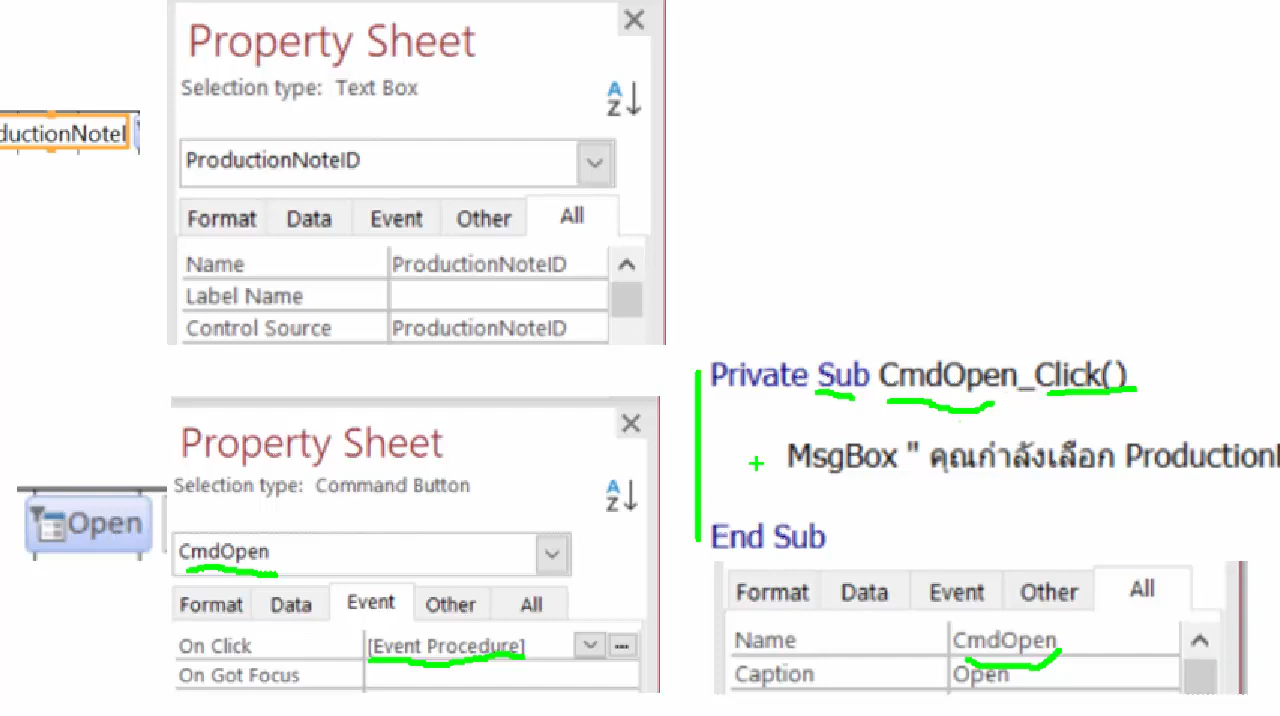 Property Sheet
Selection type: Text Box
ductionNoteI
ProductionNoteID
Format Data Event Other All
Name ProductionNoteID
Label Name
Control Source ProductionNoteID
Property Sheet
Selection type: Command Button
Open
CmdOpen
Format Data Event Other All
On Click [Event Procedure]
On Got Focus
Private Sub CmdOpen_Click()
MsgBox " คุณกำลังเลือก Production
End Sub
Format Data Event Other All
Name CmdOpen
Caption Open